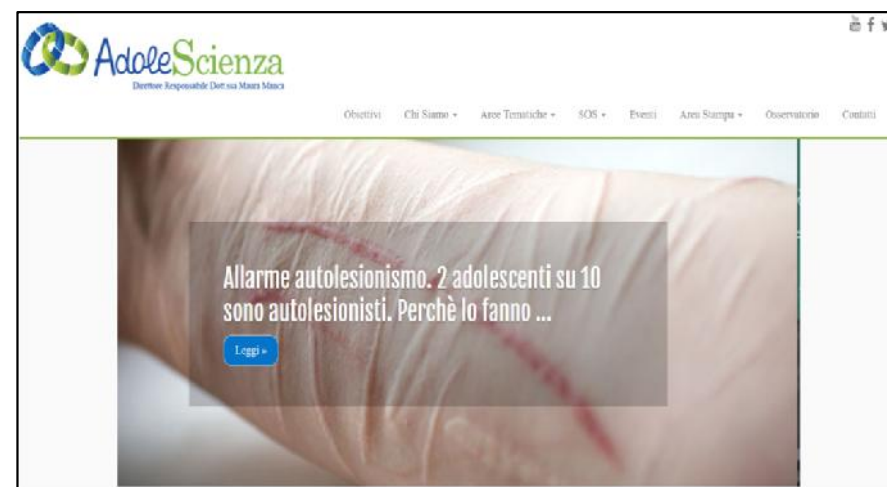 AdoleScienza
Direttore Responsabile Dott.ssa Maura Manca
Obiettivi Chi Siamo Aree Tematiche SOS Eventi Area Stampa Osservatorio Contatti
Allarme autolesionismo. 2 adolescenti su 10
sono autolesionisti. Perchè lo fanno ...
Leggi »